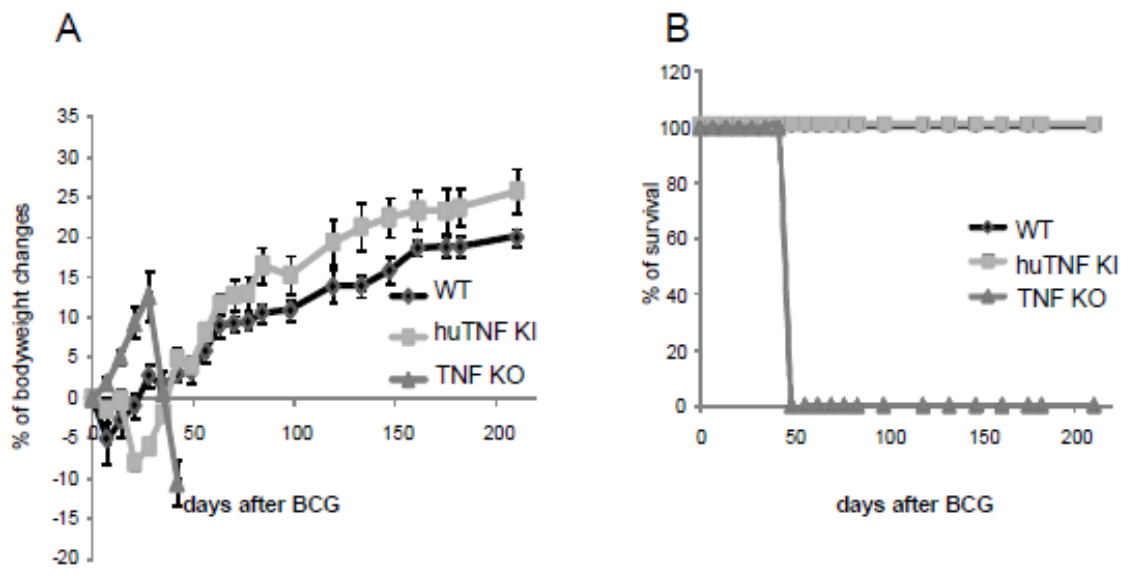 A
B
% of bodyweight changes
35
30
25
20
15
10
5
0
-5
-10
-15
-20
0 50 100 150 200
days after BCG
WT
huTNF KI
TNF KO
% of survival
120
100
80
60
40
20
0
0 50 100 150 200
days after BCG
WT
huTNF KI
TNF KO